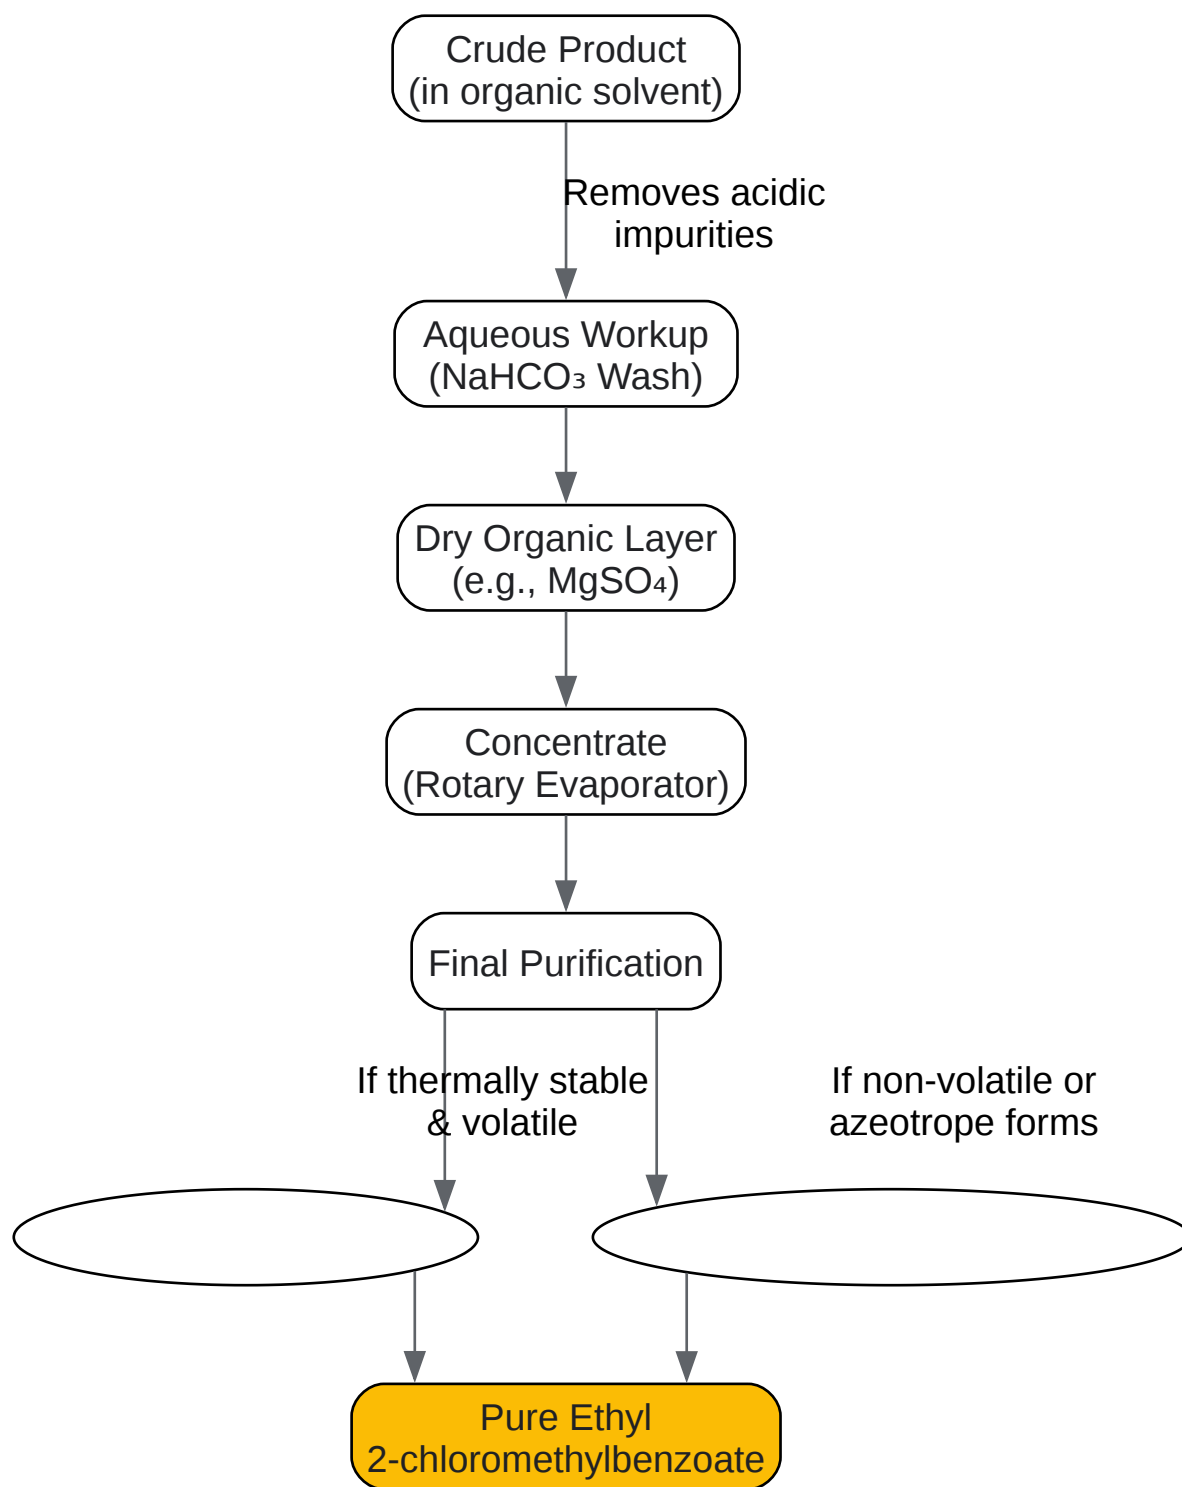 Crude Product
(in organic solvent)
Removes acidic
impurities
Aqueous Workup
(NaHCO₃ Wash)
Dry Organic Layer
(e.g., MgSO₄)
Concentrate
(Rotary Evaporator)
Final Purification
If thermally stable
& volatile
If non-volatile or
azeotrope forms
Pure Ethyl
2-chloromethylbenzoate